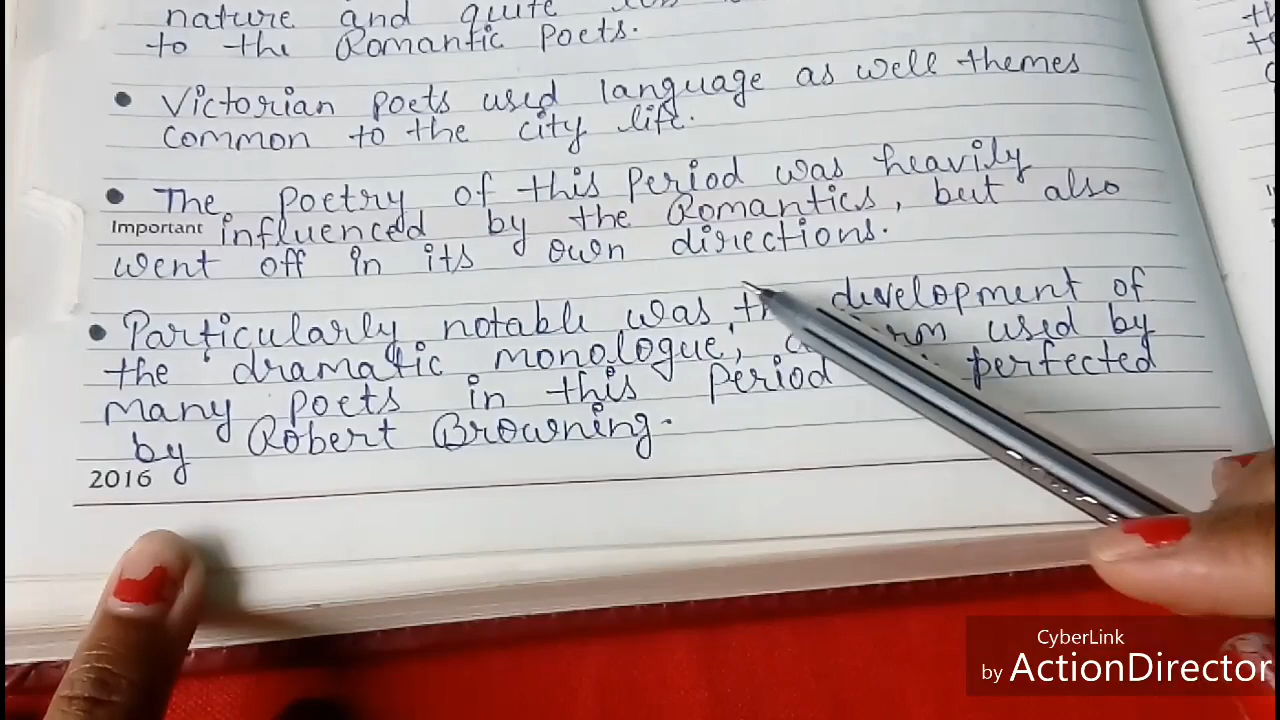 nature and quite
to the Romantic Poets.
• Victorian poets used language as well themes
common to the city life.
• The poetry of this Period was heavily
Important influenced by the Romantics, but also
went off in its own directions.
• Particularly notable was, the development of
the dramatic monologue, a used by
many poets in this Period perfected
by Robert Browning.
2016
CyberLink
by ActionDirector